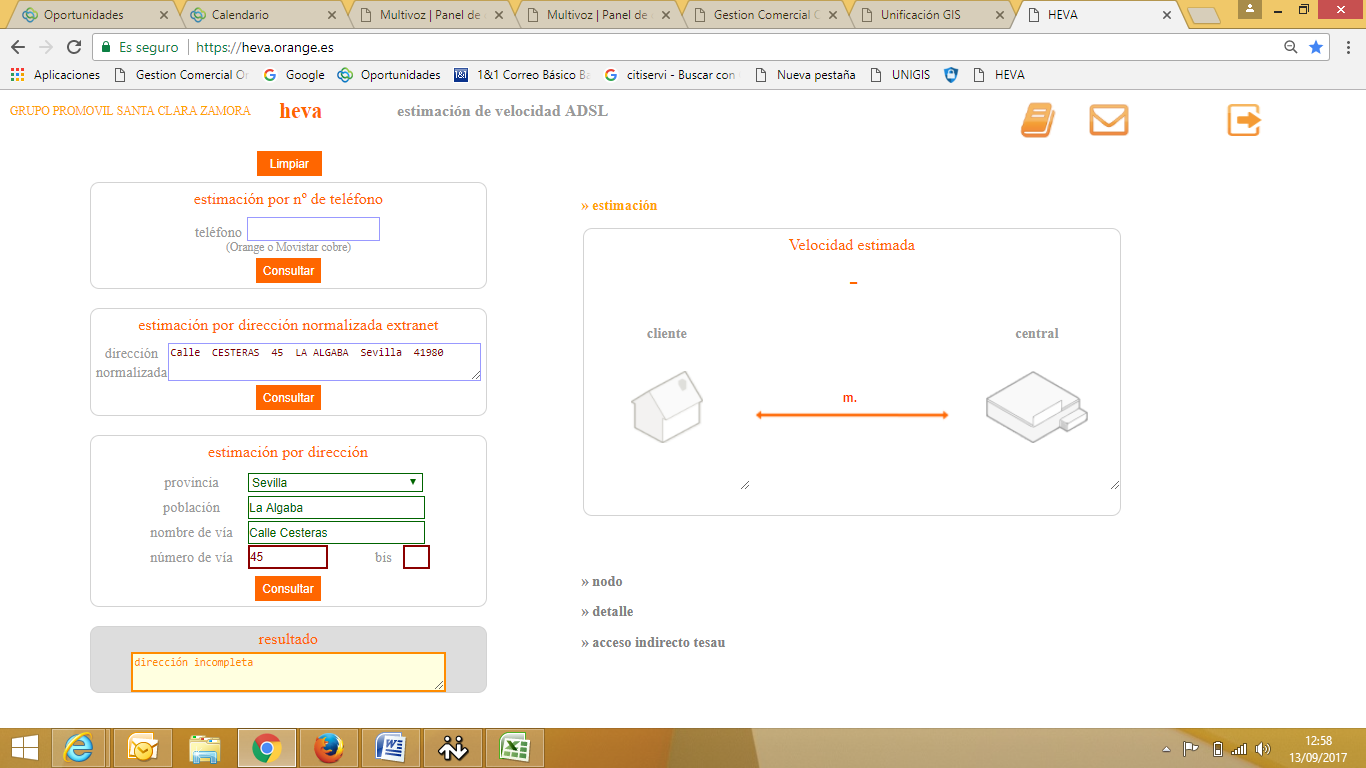 Oportunidades
Calendario
Multivoz | Panel de
Multivoz | Panel de
Gestion Comercial
Unificación GIS
HEVA
Es seguro https://heva.orange.es
Aplicaciones Gestion Comercial Or Google Oportunidades 1&1 Correo Básico Ba citiservi - Buscar con Nueva pestaña UNIGIS HEVA
GRUPO PROMOVIL SANTA CLARA ZAMORA heva estimación de velocidad ADSL
Limpiar
estimación por nº de teléfono
teléfono
(Orange o Movistar cobre)
Consultar
estimación por dirección normalizada extranet
dirección normalizada
Calle CESTERAS 45 LA ALGABA Sevilla 41980
Consultar
estimación por dirección
provincia Sevilla
población La Algaba
nombre de vía Calle Cesteras
número de vía 45 bis
Consultar
resultado
dirección incompleta
» estimación
Velocidad estimada
-
cliente central
m.
» nodo
» detalle
» acceso indirecto tesau
12:58
13/09/2017